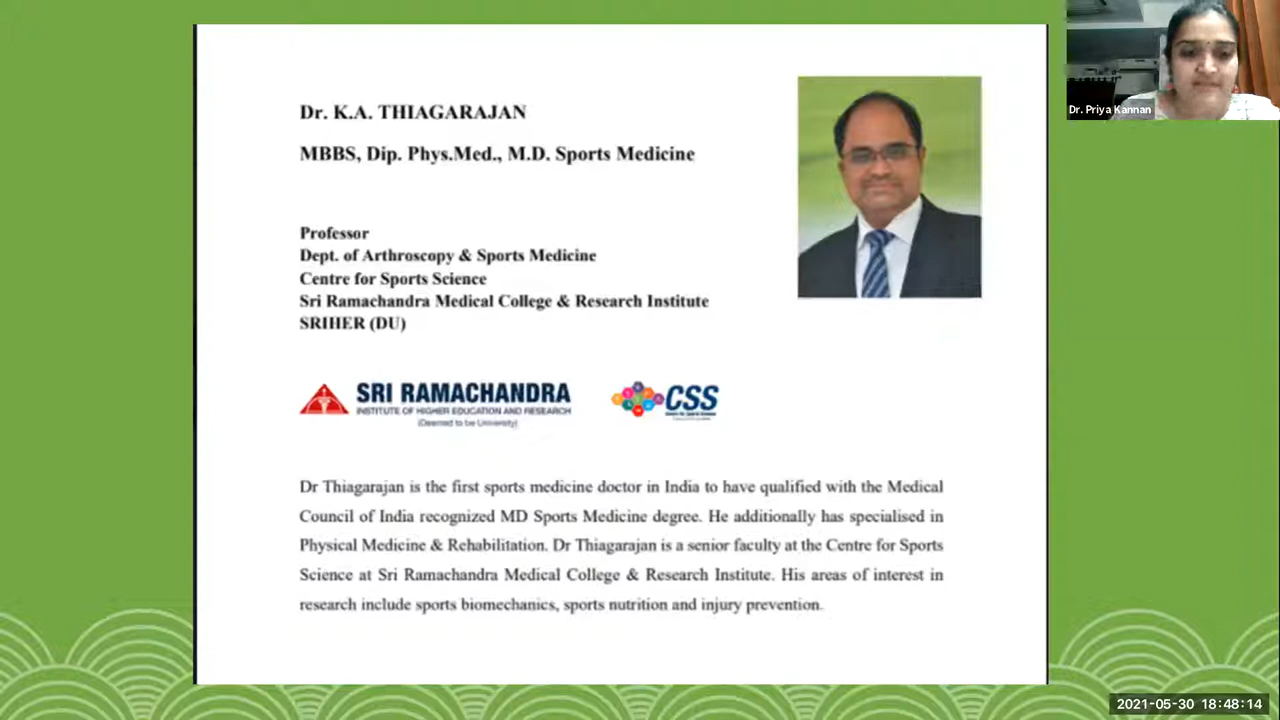 Dr. K.A. THIAGARAJAN
MBBS, Dip. Phys.Med., M.D. Sports Medicine
Professor
Dept. of Arthroscopy & Sports Medicine
Centre for Sports Science
Sri Ramachandra Medical College & Research Institute
SRIHER (DU)
SRI RAMACHANDRA
INSTITUTE OF HIGHER EDUCATION AND RESEARCH
(Deemed to be University)
CSS
Centre for Sports Science
Dr Thiagarajan is the first sports medicine doctor in India to have qualified with the Medical
Council of India recognized MD Sports Medicine degree. He additionally has specialised in
Physical Medicine & Rehabilitation. Dr Thiagarajan is a senior faculty at the Centre for Sports
Science at Sri Ramachandra Medical College & Research Institute. His areas of interest in
research include sports biomechanics, sports nutrition and injury prevention.
Dr. Priya Kannan
2021-05-30 18:48:14